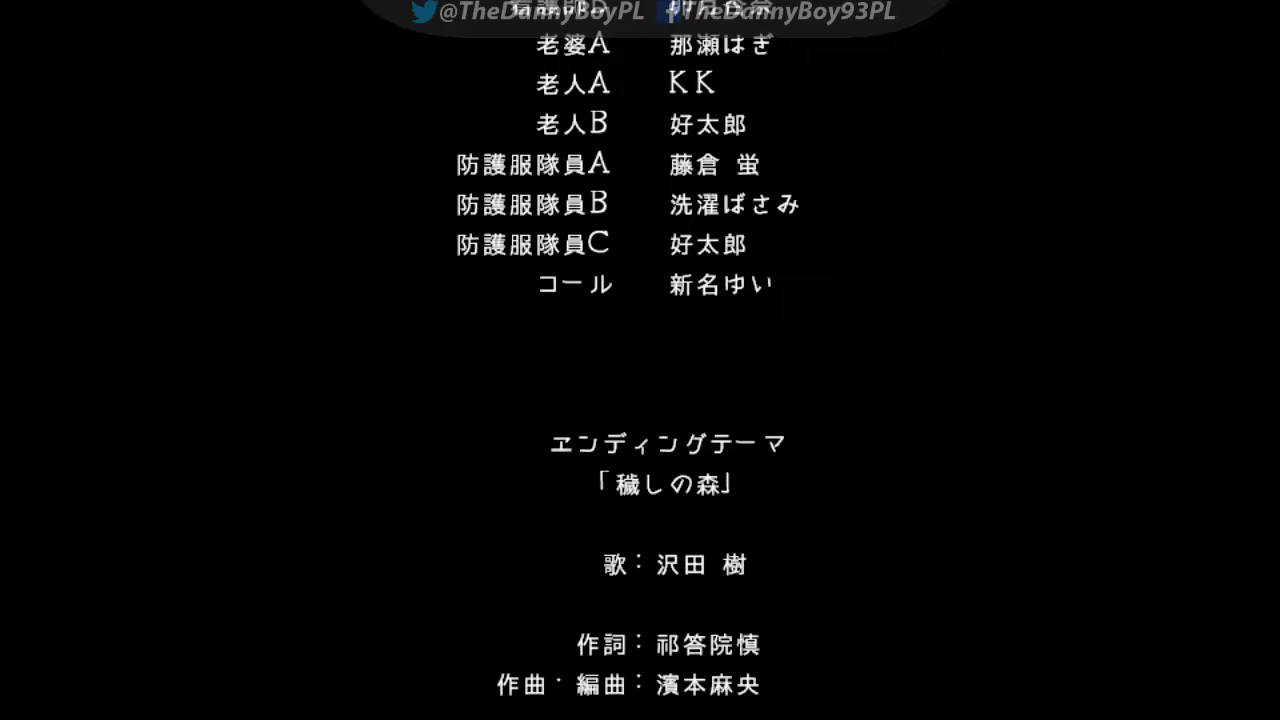 @TheDannyBoyPL TheDannyBoy93PL
老婆A 那瀬はぎ
老人A KK
老人B 好太郎
防護服隊員A 藤倉 蛍
防護服隊員B 洗濯ばさみ
防護服隊員C 好太郎
コール 新名ゆい
エンディングテーマ
「穢しの森」
歌：沢田 樹
作詞：祁答院慎
作曲・編曲：濱本麻央